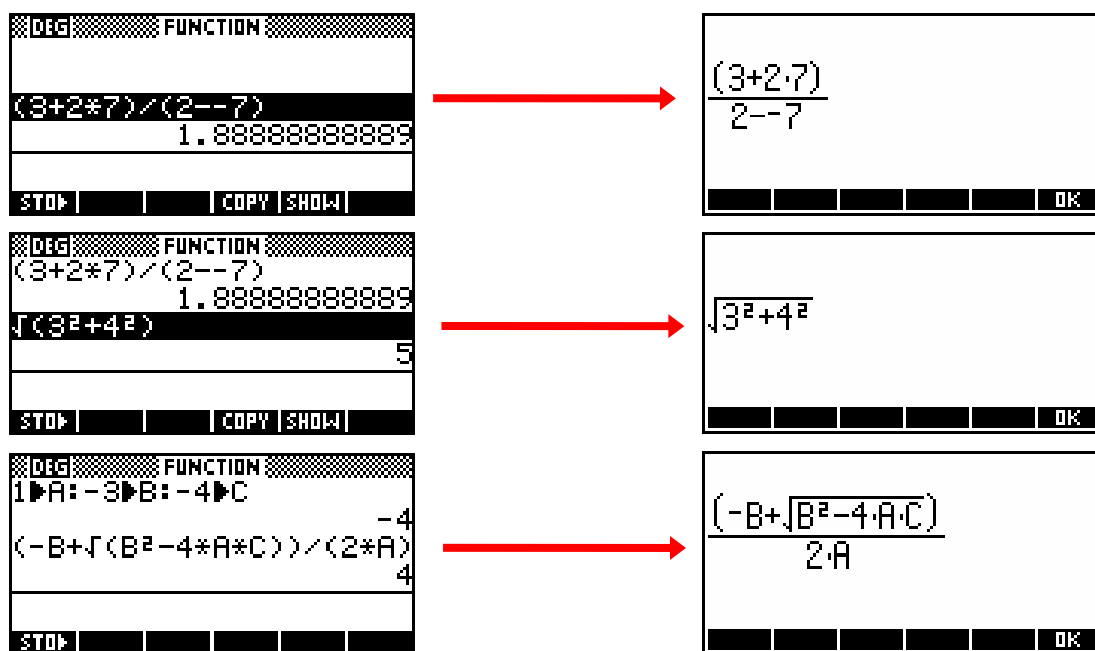 DEG FUNCTION
(3+2*7)/(2--7)
1.88888888889
STO▶ COPY SHOW
(3+2·7)
2--7
OK
DEG FUNCTION
(3+2*7)/(2--7)
1.88888888889
√(3²+4²)
5
STO▶ COPY SHOW
√3²+4²
OK
DEG FUNCTION
1▶A:-3▶B:-4▶C
-4
(-B+√(B²-4*A*C))/(2*A)
4
STO▶
(-B+√B²-4·A·C)
2·A
OK